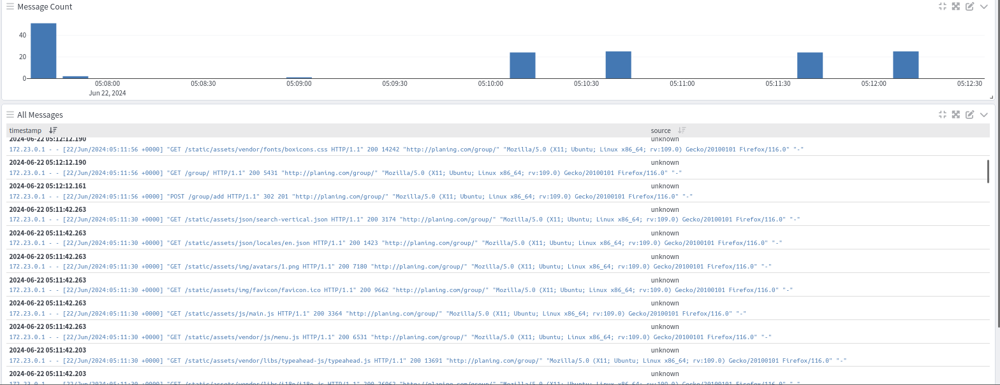 Message Count
40
20
0
05:08:00 05:08:30 05:09:00 05:09:30 05:10:00 05:10:30 05:11:00 05:11:30 05:12:00 05:12:30
Jun 22, 2024
All Messages
timestamp source
2024-06-22 05:12:12.190 unknown
172.23.0.1 - - [22/Jun/2024:05:11:56 +0000] "GET /static/assets/vendor/fonts/boxicons.css HTTP/1.1" 200 14242 "http://planing.com/group/" "Mozilla/5.0 (X11; Ubuntu; Linux x86_64; rv:109.0) Gecko/20100101 Firefox/116.0" "-"
2024-06-22 05:12:12.190 unknown
172.23.0.1 - - [22/Jun/2024:05:11:56 +0000] "GET /group/ HTTP/1.1" 200 5431 "http://planing.com/group/" "Mozilla/5.0 (X11; Ubuntu; Linux x86_64; rv:109.0) Gecko/20100101 Firefox/116.0" "-"
2024-06-22 05:12:12.161 unknown
172.23.0.1 - - [22/Jun/2024:05:11:56 +0000] "POST /group/add HTTP/1.1" 302 201 "http://planing.com/group/" "Mozilla/5.0 (X11; Ubuntu; Linux x86_64; rv:109.0) Gecko/20100101 Firefox/116.0" "-"
2024-06-22 05:11:42.263 unknown
172.23.0.1 - - [22/Jun/2024:05:11:30 +0000] "GET /static/assets/json/search-vertical.json HTTP/1.1" 200 3174 "http://planing.com/group/" "Mozilla/5.0 (X11; Ubuntu; Linux x86_64; rv:109.0) Gecko/20100101 Firefox/116.0" "-"
2024-06-22 05:11:42.263 unknown
172.23.0.1 - - [22/Jun/2024:05:11:30 +0000] "GET /static/assets/json/locales/en.json HTTP/1.1" 200 1423 "http://planing.com/group/" "Mozilla/5.0 (X11; Ubuntu; Linux x86_64; rv:109.0) Gecko/20100101 Firefox/116.0" "-"
2024-06-22 05:11:42.263 unknown
172.23.0.1 - - [22/Jun/2024:05:11:30 +0000] "GET /static/assets/img/avatars/1.png HTTP/1.1" 200 7180 "http://planing.com/group/" "Mozilla/5.0 (X11; Ubuntu; Linux x86_64; rv:109.0) Gecko/20100101 Firefox/116.0" "-"
2024-06-22 05:11:42.263 unknown
172.23.0.1 - - [22/Jun/2024:05:11:30 +0000] "GET /static/assets/img/favicon/favicon.ico HTTP/1.1" 200 9662 "http://planing.com/group/" "Mozilla/5.0 (X11; Ubuntu; Linux x86_64; rv:109.0) Gecko/20100101 Firefox/116.0" "-"
2024-06-22 05:11:42.263 unknown
172.23.0.1 - - [22/Jun/2024:05:11:30 +0000] "GET /static/assets/js/main.js HTTP/1.1" 200 3364 "http://planing.com/group/" "Mozilla/5.0 (X11; Ubuntu; Linux x86_64; rv:109.0) Gecko/20100101 Firefox/116.0" "-"
2024-06-22 05:11:42.263 unknown
172.23.0.1 - - [22/Jun/2024:05:11:30 +0000] "GET /static/assets/vendor/js/menu.js HTTP/1.1" 200 6531 "http://planing.com/group/" "Mozilla/5.0 (X11; Ubuntu; Linux x86_64; rv:109.0) Gecko/20100101 Firefox/116.0" "-"
2024-06-22 05:11:42.203 unknown
172.23.0.1 - - [22/Jun/2024:05:11:30 +0000] "GET /static/assets/vendor/libs/typeahead-js/typeahead.js HTTP/1.1" 200 13691 "http://planing.com/group/" "Mozilla/5.0 (X11; Ubuntu; Linux x86_64; rv:109.0) Gecko/20100101 Firefox/116.0" "-"
2024-06-22 05:11:42.203 unknown